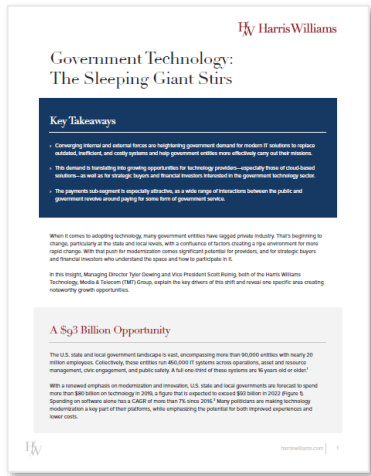 HW HarrisWilliams
Government Technology:
The Sleeping Giant Stirs
Key Takeaways
› Converging internal and external forces are heightening government demand for modern IT solutions to replace
outdated, inefficient, and costly systems and help government entities more effectively carry out their missions.
› This demand is translating into growing opportunities for technology providers—especially those of cloud-based
solutions—as well as for strategic buyers and financial investors interested in the government technology sector.
› The payments sub-segment is especially attractive, as a wide range of interactions between the public and
government revolve around paying for some form of government service.
When it comes to adopting technology, many government entities have lagged private industry. That's beginning to
change, particularly at the state and local levels, with a confluence of factors creating a ripe environment for more
rapid change. With that push for modernization comes significant potential for providers, and for strategic buyers
and financial investors who understand the space and how to participate in it.
In this insight, Managing Director Tyler Dewing and Vice President Scott Reinig, both of the Harris Williams
Technology, Media & Telecom (TMT) Group, explain the key drivers of this shift and reveal one specific area creating
noteworthy growth opportunities.
A $93 Billion Opportunity
The U.S. state and local government landscape is vast, encompassing more than 90,000 entities with nearly 20
million employees. Collectively, these entities run 450,000 IT systems across operations, asset and resource
management, civic engagement, and public safety. A full one-third of these systems are 16 years old or older.¹
With a renewed emphasis on modernization and innovation, U.S. state and local governments are forecast to spend
more than $80 billion on technology in 2019, a figure that is expected to exceed $93 billion in 2022 (Figure 1).
Spending on software alone has a CAGR of more than 7% since 2016.² Many politicians are making technology
modernization a key part of their platforms, while emphasizing the potential for both improved experiences and
lower costs.
HW
harriswilliams.com | 1